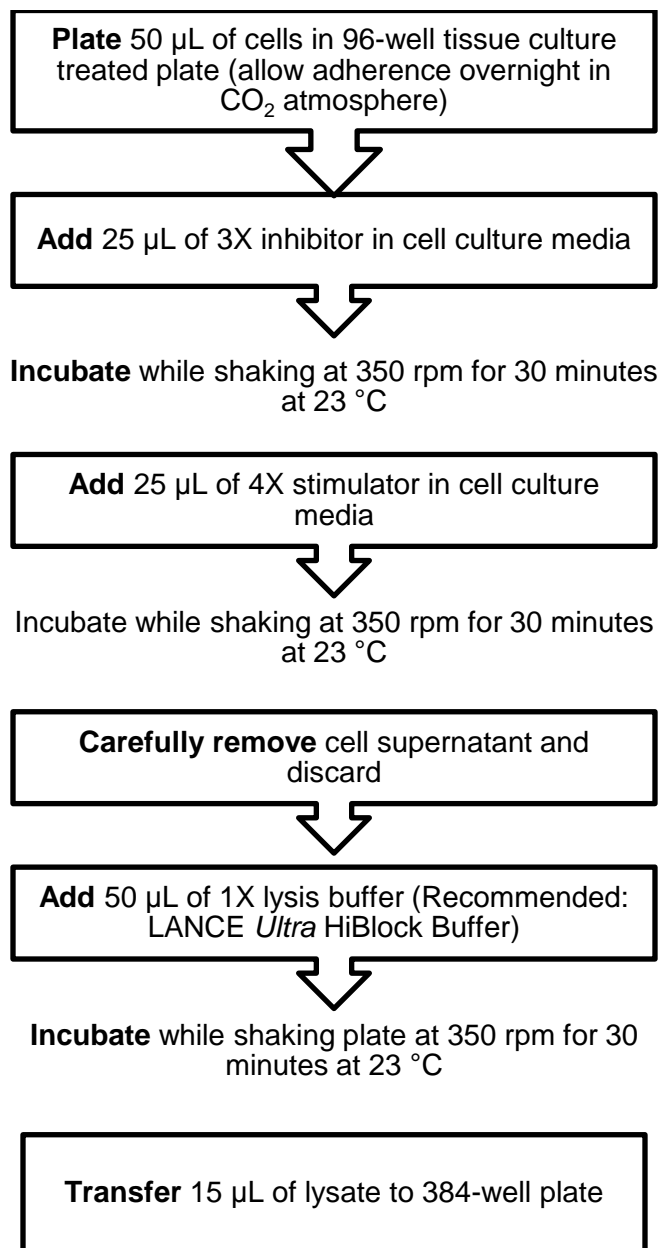 Plate 50 µL of cells in 96-well tissue culture
treated plate (allow adherence overnight in
CO₂ atmosphere)
Add 25 µL of 3X inhibitor in cell culture media
Incubate while shaking at 350 rpm for 30 minutes
at 23 °C
Add 25 µL of 4X stimulator in cell culture
media
Incubate while shaking at 350 rpm for 30 minutes
at 23 °C
Carefully remove cell supernatant and
discard
Add 50 µL of 1X lysis buffer (Recommended:
LANCE Ultra HiBlock Buffer)
Incubate while shaking plate at 350 rpm for 30
minutes at 23 °C
Transfer 15 µL of lysate to 384-well plate